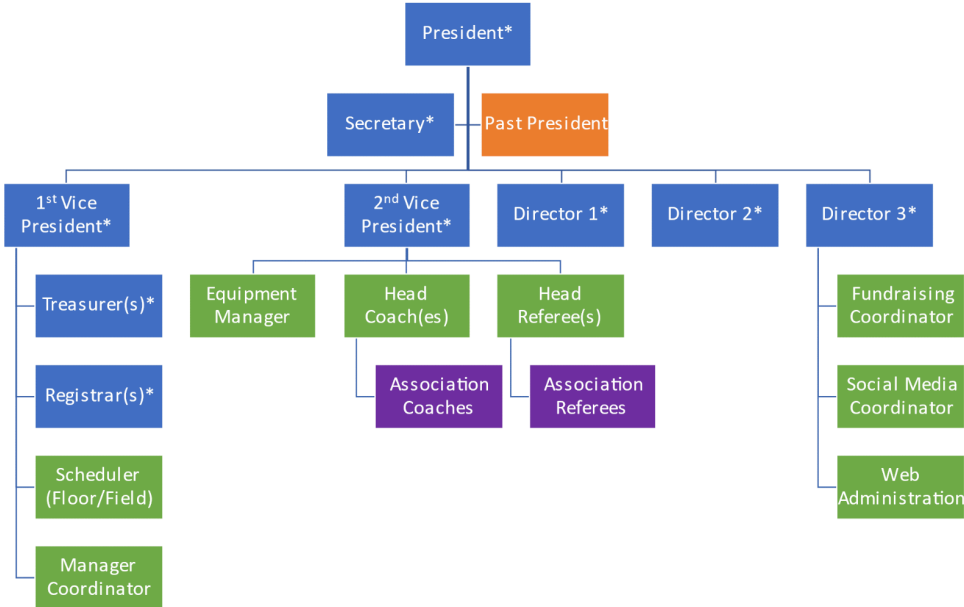 President*
Secretary*
Past President
1st Vice
President*
2nd Vice
President*
Director 1*
Director 2*
Director 3*
Treasurer(s)*
Equipment
Manager
Head
Coach(es)
Head
Referee(s)
Fundraising
Coordinator
Registrar(s)*
Association
Coaches
Association
Referees
Social Media
Coordinator
Scheduler
(Floor/Field)
Web
Administration
Manager
Coordinator